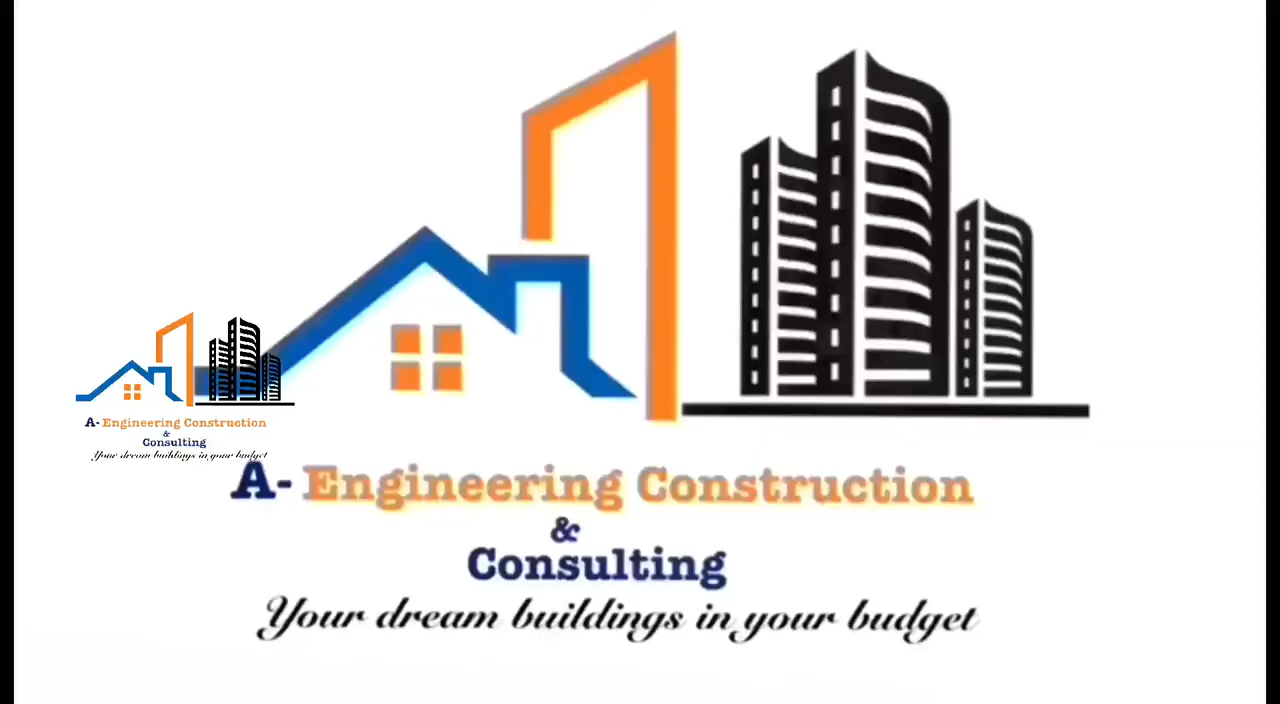 A- Engineering Construction
&
Consulting
Your dream buildings in your budget
A- Engineering Construction
&
Consulting
Your dream buildings in your budget